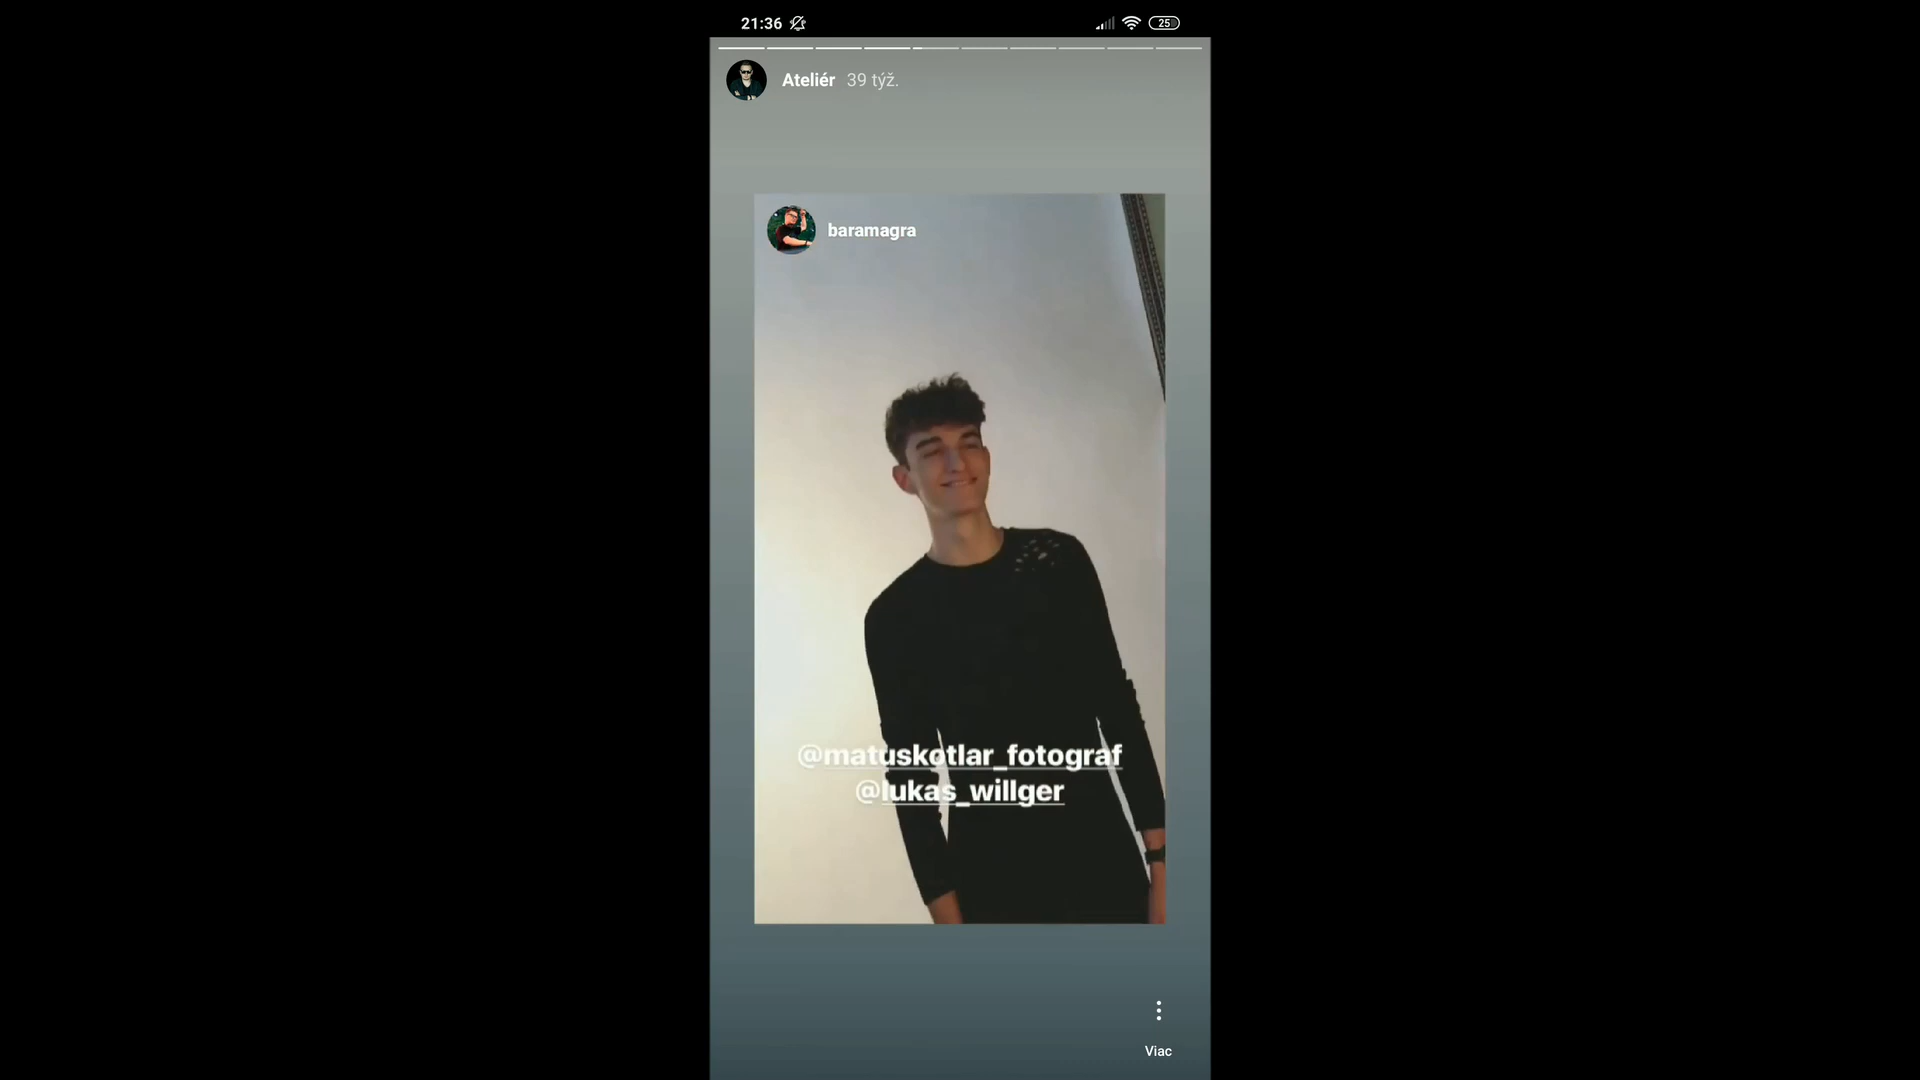 21:36
25
Ateliér 39 týž.
baramagra
@matuskotlar_fotograf
@lukas_willger
Viac